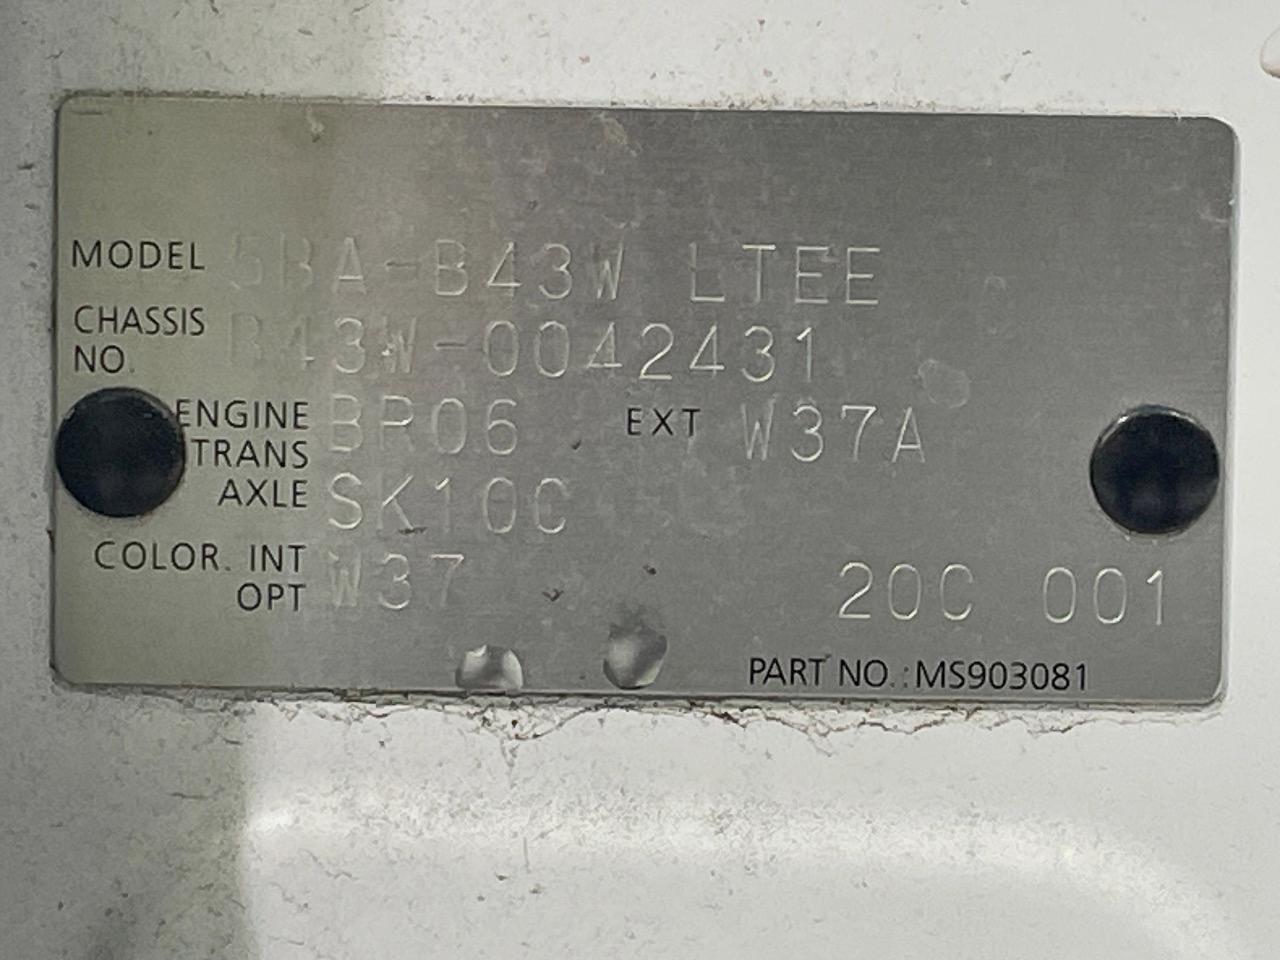 MODEL 5BA-B43W LTEE
CHASSIS NO. B43W-0042431
ENGINE BR06 EXT W37A
TRANS AXLE SK10C
COLOR. INT W37
OPT 20C 001
PART NO.:MS903081